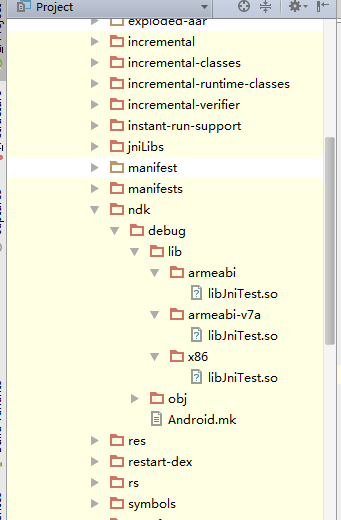 Project
exploded-aar
incremental
incremental-classes
incremental-runtime-classes
incremental-verifier
instant-run-support
jniLibs
manifest
manifests
ndk
debug
lib
armeabi
libJniTest.so
armeabi-v7a
libJniTest.so
x86
libJniTest.so
obj
Android.mk
res
restart-dex
rs
symbols